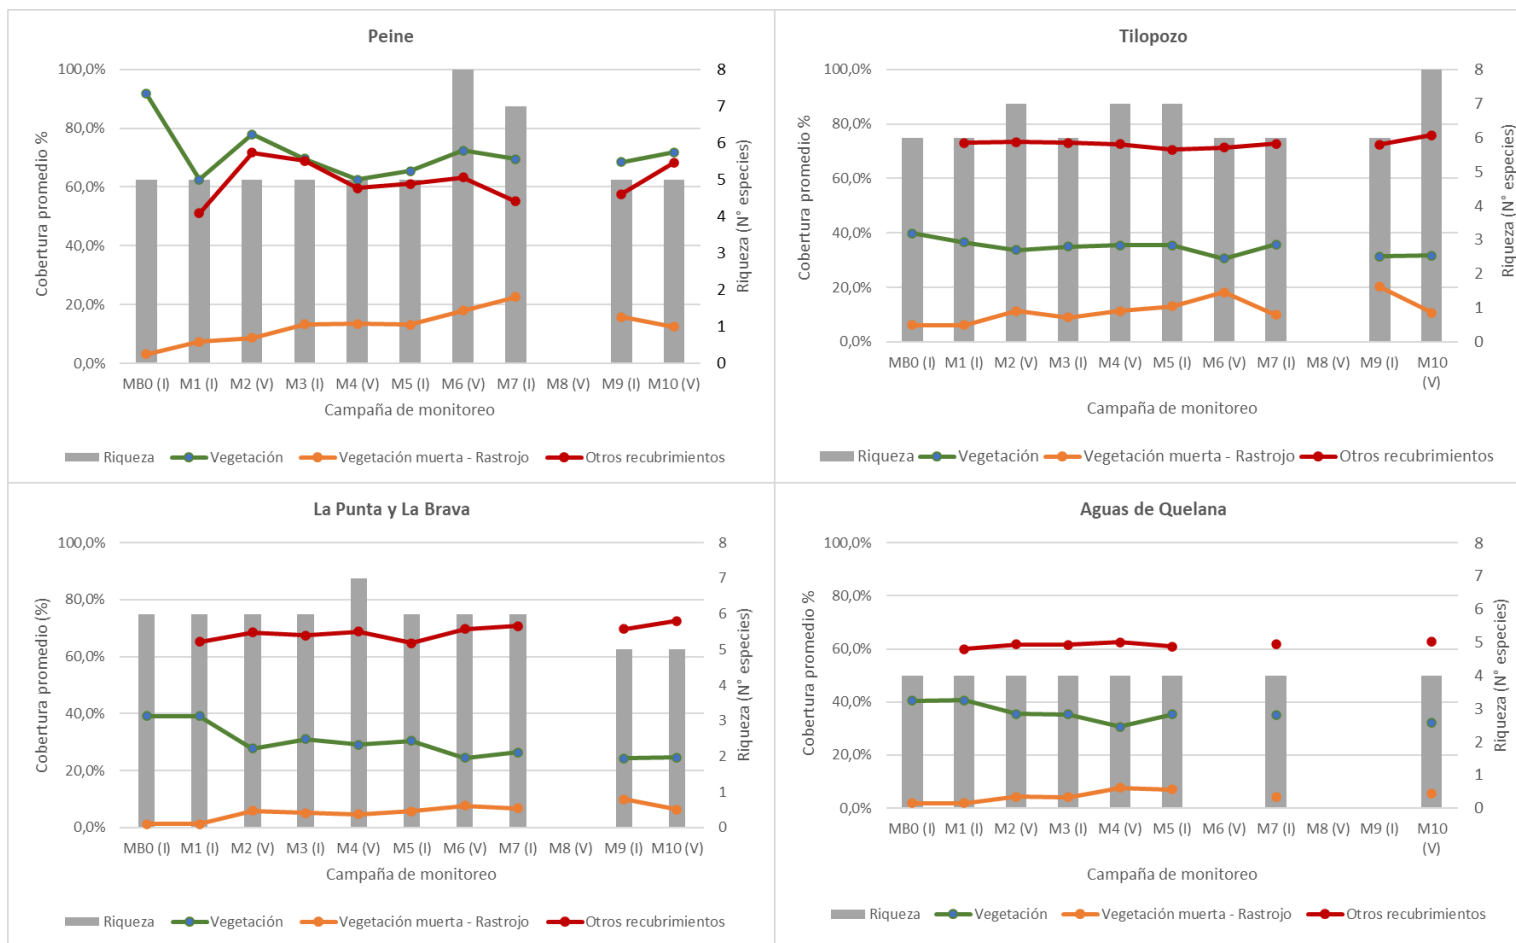 Peine
Cobertura promedio %
100,0%
80,0%
60,0%
40,0%
20,0%
0,0%
8
7
6
5
4
3
2
1
0
Riqueza (N° especies)
MB0 (I) M1 (I) M2 (V) M3 (I) M4 (V) M5 (I) M6 (V) M7 (I) M8 (V) M9 (I) M10 (V)
Campaña de monitoreo
Riqueza Vegetación Vegetación muerta - Rastrojo Otros recubrimientos
Tilopozo
Cobertura promedio %
100,0%
80,0%
60,0%
40,0%
20,0%
0,0%
8
7
6
5
4
3
2
1
0
Riqueza (N° especies)
MB0 (I) M1 (I) M2 (V) M3 (I) M4 (V) M5 (I) M6 (V) M7 (I) M8 (V) M9 (I) M10
(V)
Campaña de monitoreo
Riqueza Vegetación Vegetación muerta - Rastrojo Otros recubrimientos
La Punta y La Brava
Cobertura promedio (%)
100,0%
80,0%
60,0%
40,0%
20,0%
0,0%
8
7
6
5
4
3
2
1
0
Riqueza (N° especies)
MB0 (I) M1 (I) M2 (V) M3 (I) M4 (V) M5 (I) M6 (V) M7 (I) M8 (V) M9 (I) M10 (V)
Campaña de monitoreo
Riqueza Vegetación Vegetación muerta - Rastrojo Otros recubrimientos
Aguas de Quelana
Cobertura promedio %
100,0%
80,0%
60,0%
40,0%
20,0%
0,0%
8
7
6
5
4
3
2
1
0
Riqueza (N° especies)
MB0 (I) M1 (I) M2 (V) M3 (I) M4 (V) M5 (I) M6 (V) M7 (I) M8 (V) M9 (I) M10
(V)
Campaña de monitoreo
Riqueza Vegetación Vegetación muerta - Rastrojo Otros recubrimientos